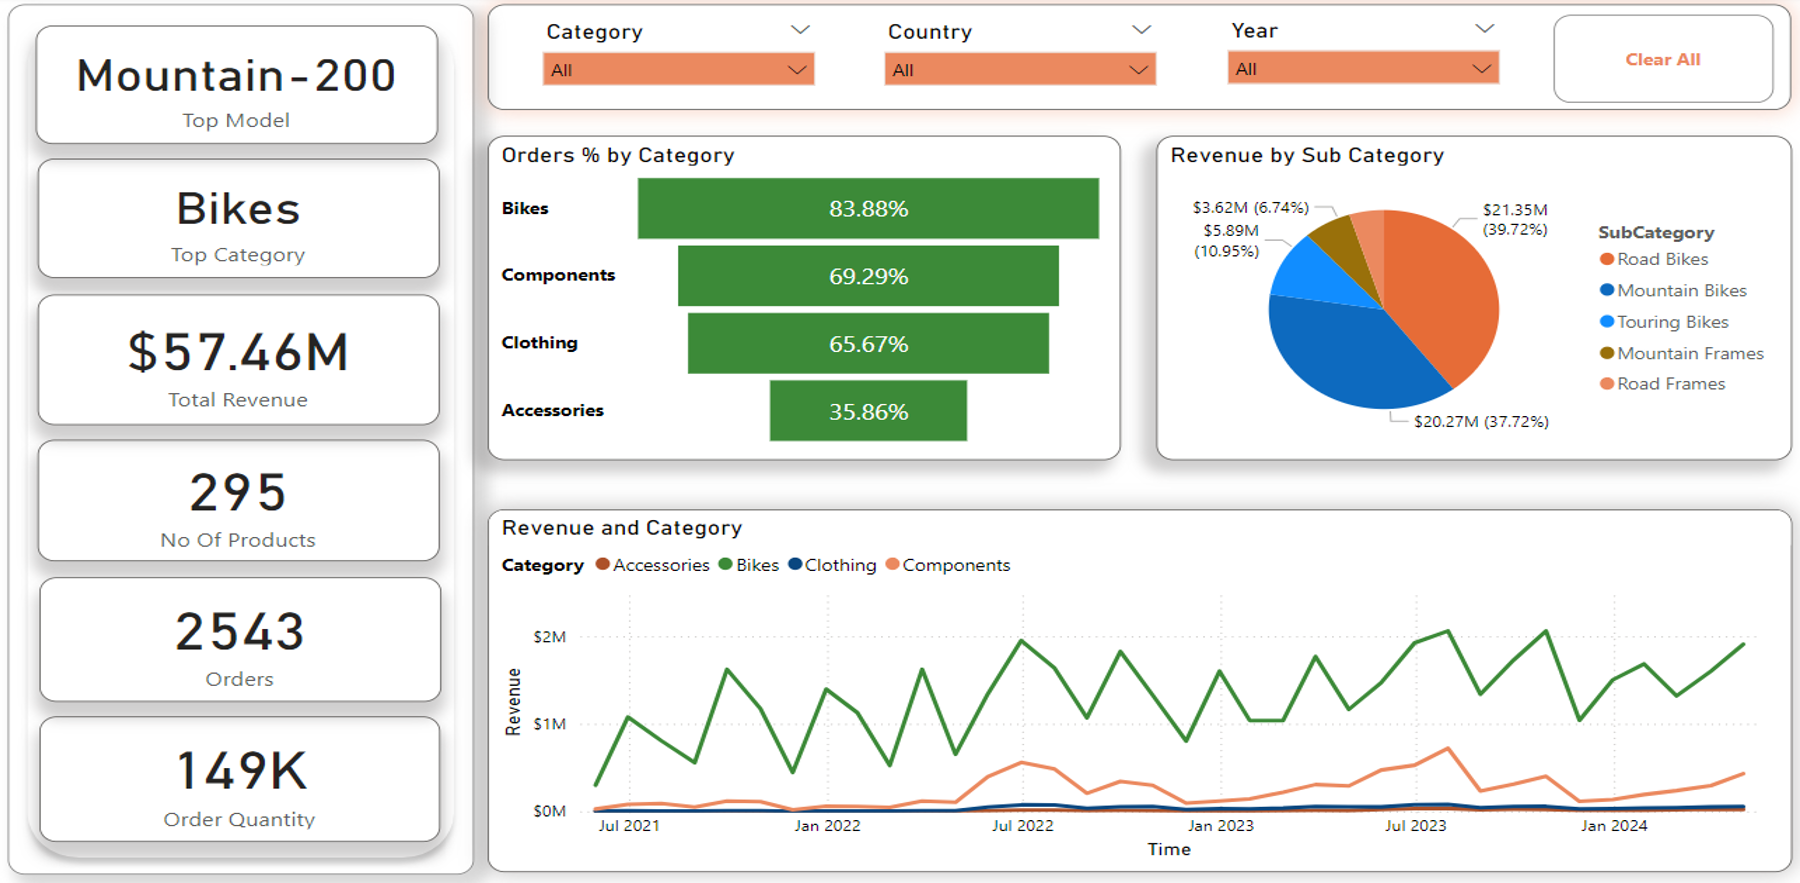 Mountain-200
Top Model
Bikes
Top Category
$57.46M
Total Revenue
295
No Of Products
2543
Orders
149K
Order Quantity
Category
All
Country
All
Year
All
Clear All
Orders % by Category
Bikes 83.88%
Components 69.29%
Clothing 65.67%
Accessories 35.86%
Revenue by Sub Category
$3.62M (6.74%)
$5.89M
(10.95%)
$21.35M
(39.72%)
$20.27M (37.72%)
SubCategory
Road Bikes
Mountain Bikes
Touring Bikes
Mountain Frames
Road Frames
Revenue and Category
Category Accessories Bikes Clothing Components
Revenue
$2M
$1M
$0M
Jul 2021 Jan 2022 Jul 2022 Jan 2023 Jul 2023 Jan 2024
Time